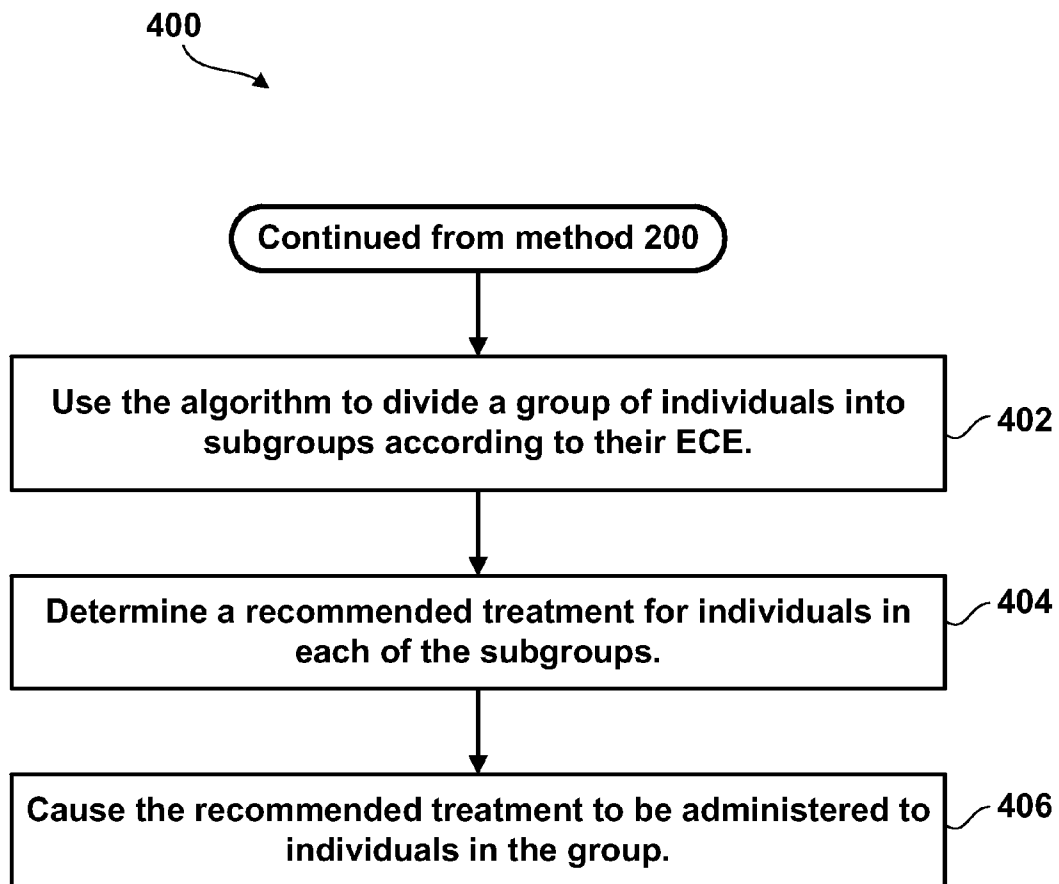 400
Continued from method 200
Use the algorithm to divide a group of individuals into
subgroups according to their ECE.
402
Determine a recommended treatment for individuals in
each of the subgroups.
404
Cause the recommended treatment to be administered to
individuals in the group.
406